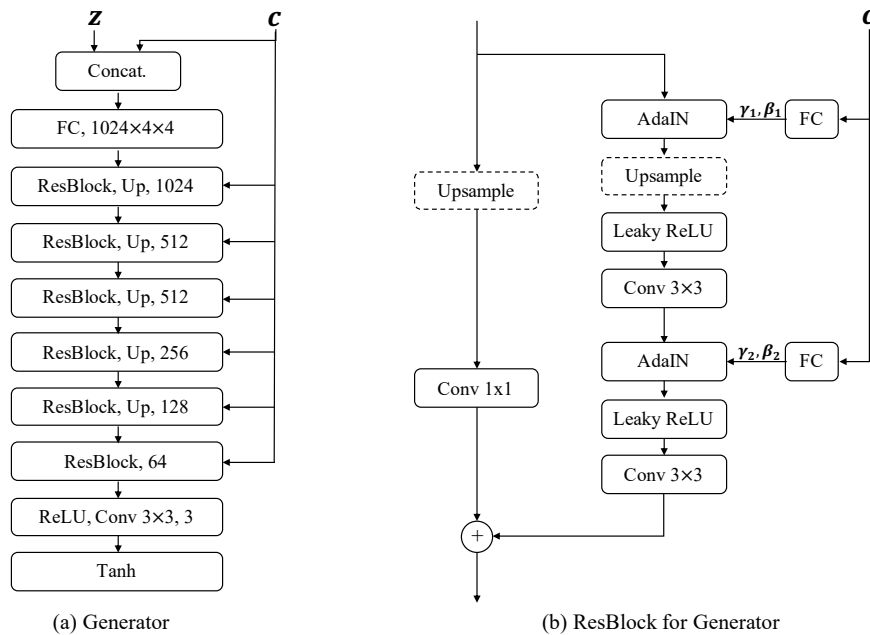 z
c
Concat.
FC, 1024×4×4
ResBlock, Up, 1024
ResBlock, Up, 512
ResBlock, Up, 512
ResBlock, Up, 256
ResBlock, Up, 128
ResBlock, 64
ReLU, Conv 3×3, 3
Tanh
(a) Generator
c
AdaIN
γ₁, β₁
FC
Upsample
Upsample
Leaky ReLU
Conv 3×3
AdaIN
γ₂, β₂
FC
Conv 1x1
Leaky ReLU
Conv 3×3
+
(b) ResBlock for Generator